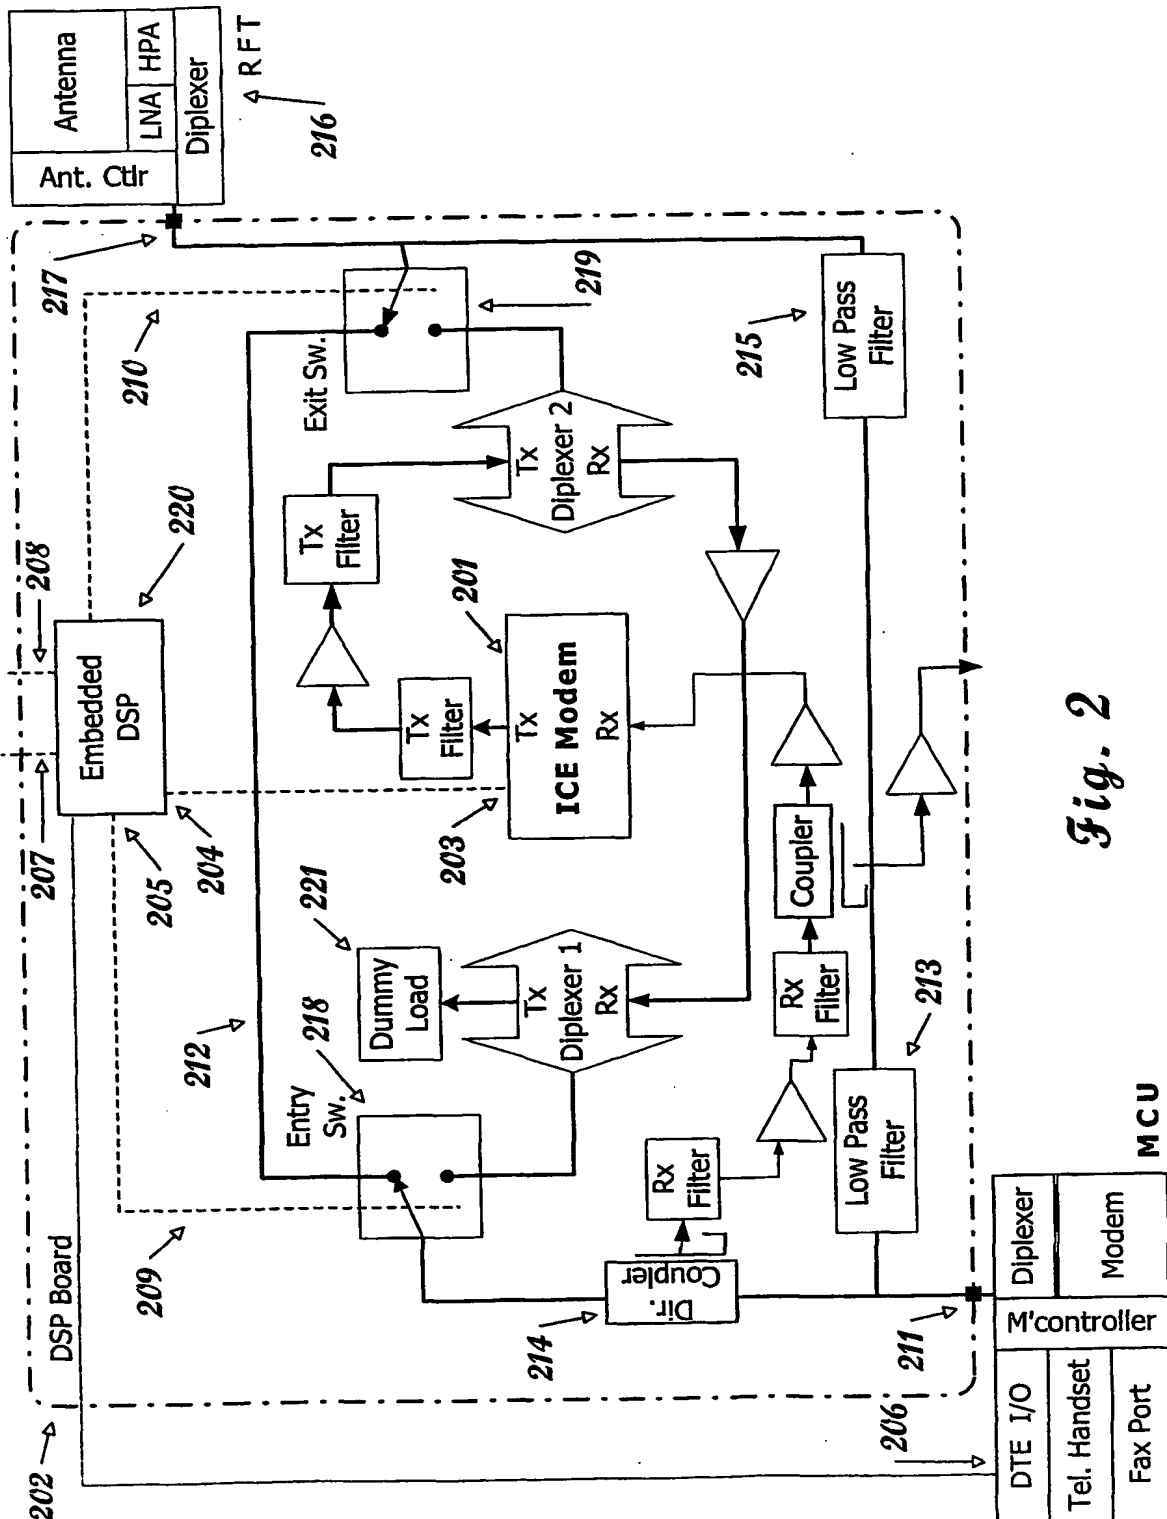 202
DSP Board
207
208
Embedded
DSP
220
205
204
209
210
217
Ant. Ctlr
Antenna
LNA
HPA
Diplexer
RFT
216
212
Entry
Sw.
218
221
Dummy
Load
203
Tx
Filter
Tx
Filter
201
Exit Sw.
219
Tx
Diplexer 1
Rx
Tx
ICE Modem
Rx
Tx
Diplexer 2
Rx
214
Dir.
Coupler
Rx
Filter
Rx
Filter
Coupler
215
Low Pass
Filter
213
Low Pass
Filter
211
206
DTE I/O
Tel. Handset
Fax Port
M'controller
Diplexer
Modem
MCU
Fig. 2